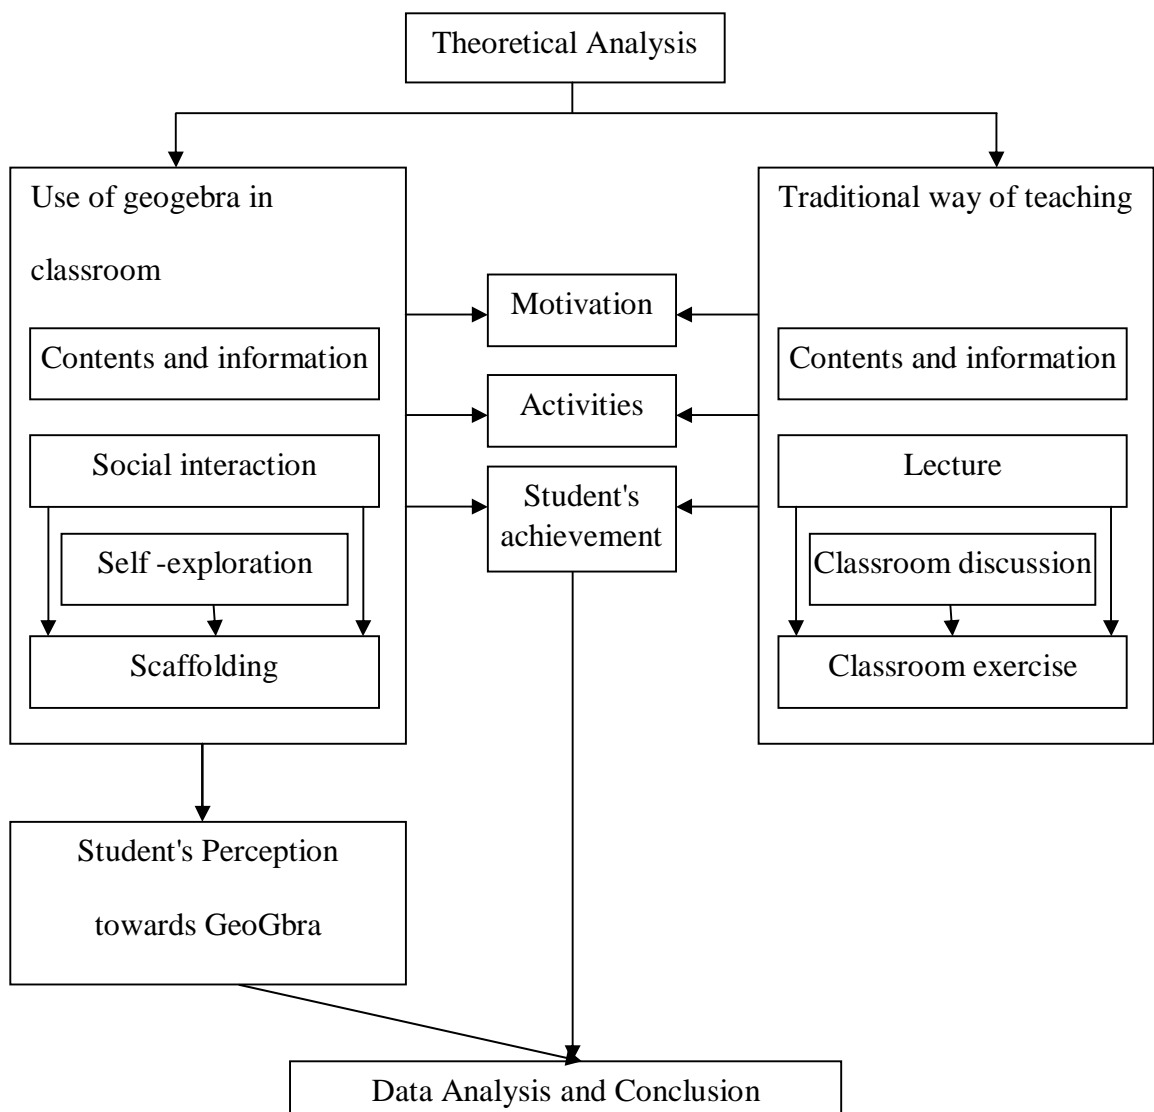 Theoretical Analysis
Use of geogebra in
classroom
Contents and information
Social interaction
Self -exploration
Scaffolding
Motivation
Activities
Student's
achievement
Traditional way of teaching
Contents and information
Lecture
Classroom discussion
Classroom exercise
Student's Perception
towards GeoGbra
Data Analysis and Conclusion